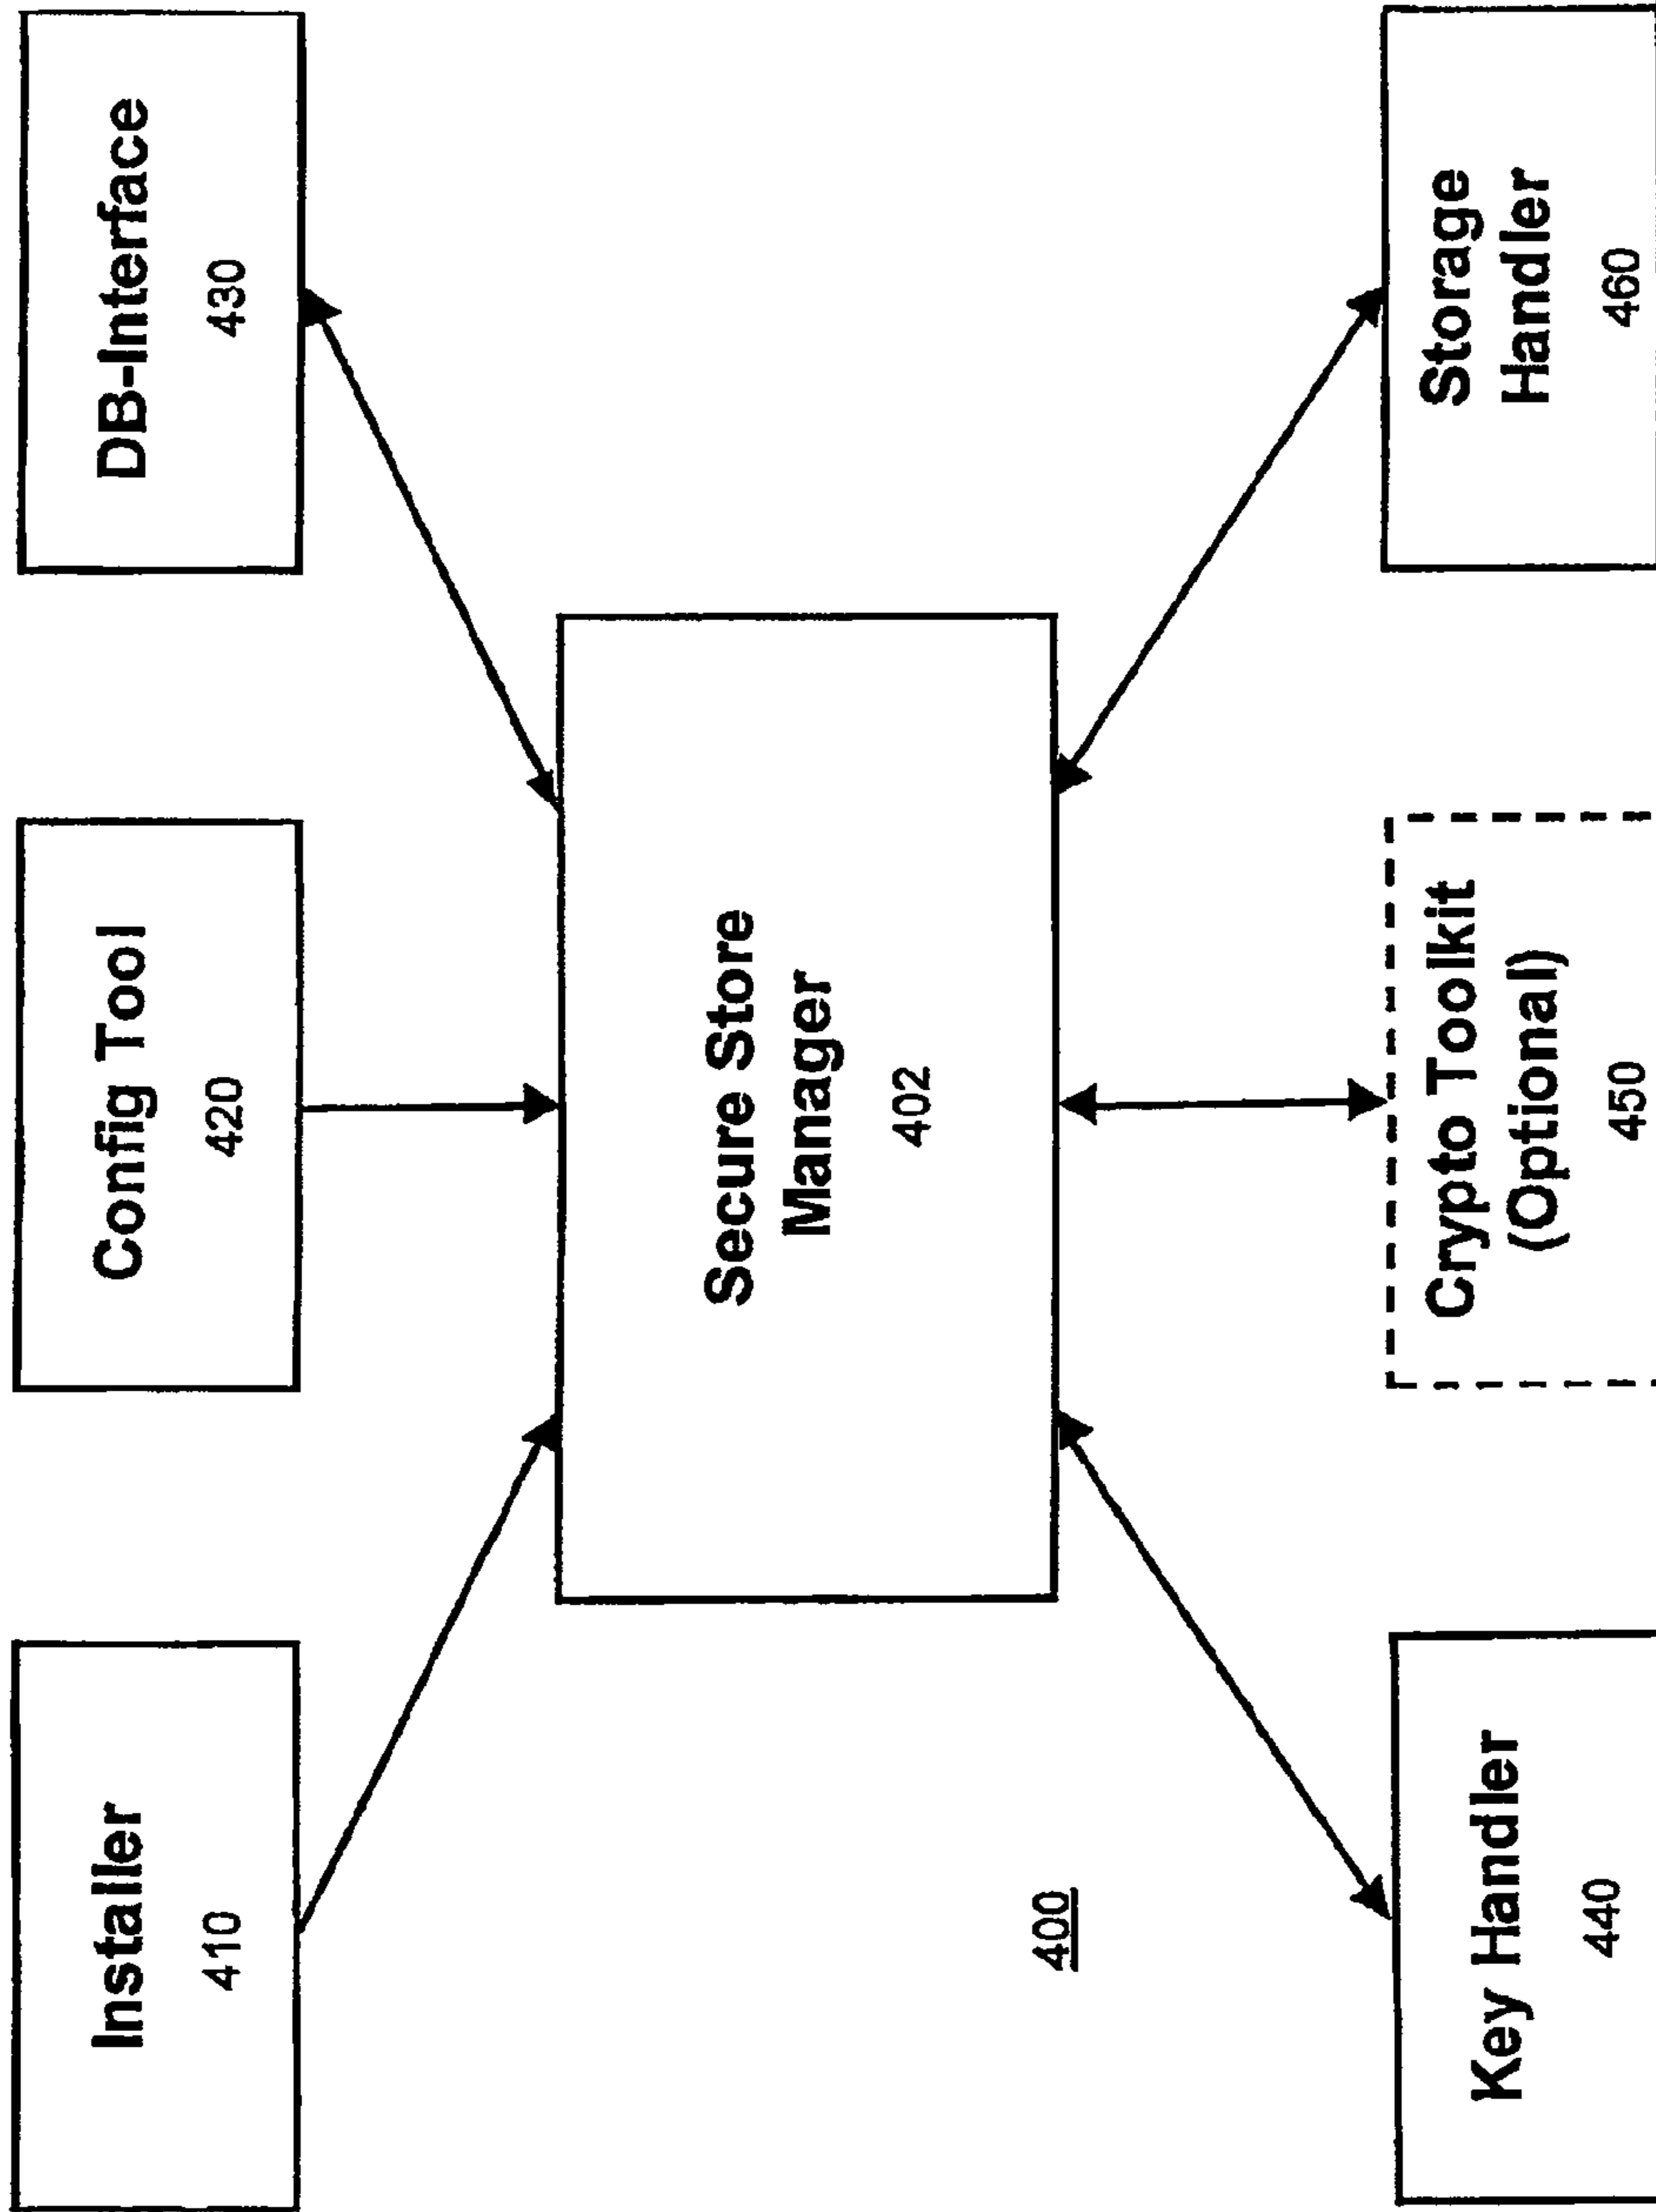 Installer
410
Config Tool
420
DB-Interface
430
Secure Store
Manager
402
400
Key Handler
440
Crypto Toolkit
(Optional)
450
Storage
Handler
460